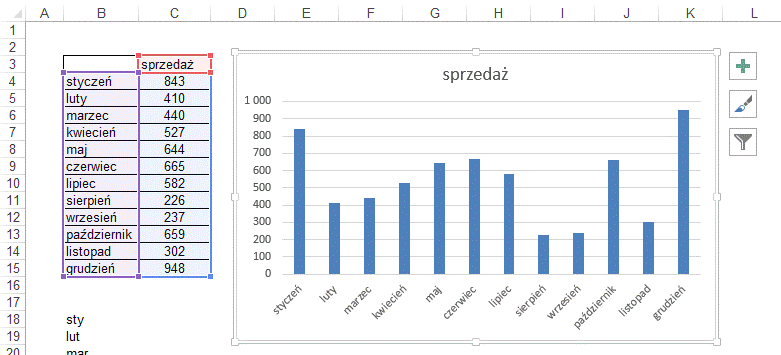 A B C D E F G H I J K L
1
2
3 sprzedaż
4 styczeń 843
5 luty 410
6 marzec 440
7 kwiecień 527
8 maj 644
9 czerwiec 665
10 lipiec 582
11 sierpień 226
12 wrzesień 237
13 październik 659
14 listopad 302
15 grudzień 948
16
17
18 sty
19 lut
20 mar
sprzedaż
1 000
900
800
700
600
500
400
300
200
100
0
styczeń luty marzec kwiecień maj czerwiec lipiec sierpień wrzesień październik listopad grudzień